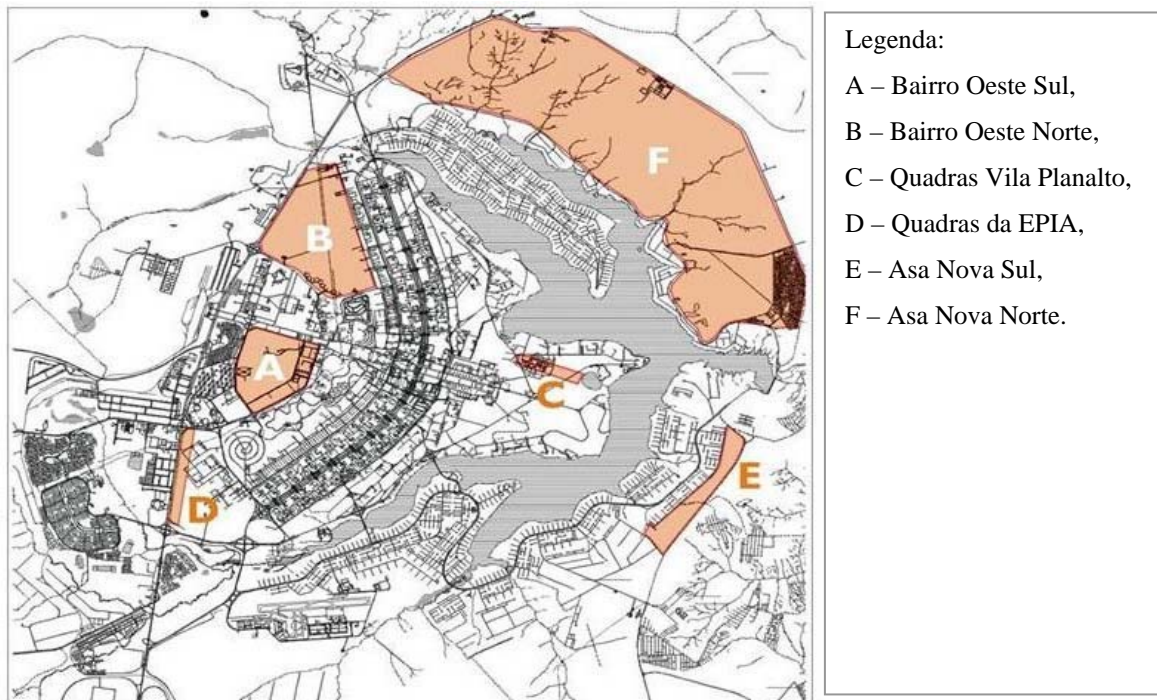 Legenda:
A – Bairro Oeste Sul,
B – Bairro Oeste Norte,
C – Quadras Vila Planalto,
D – Quadras da EPIA,
E – Asa Nova Sul,
F – Asa Nova Norte.
F
B
A
C
E
D